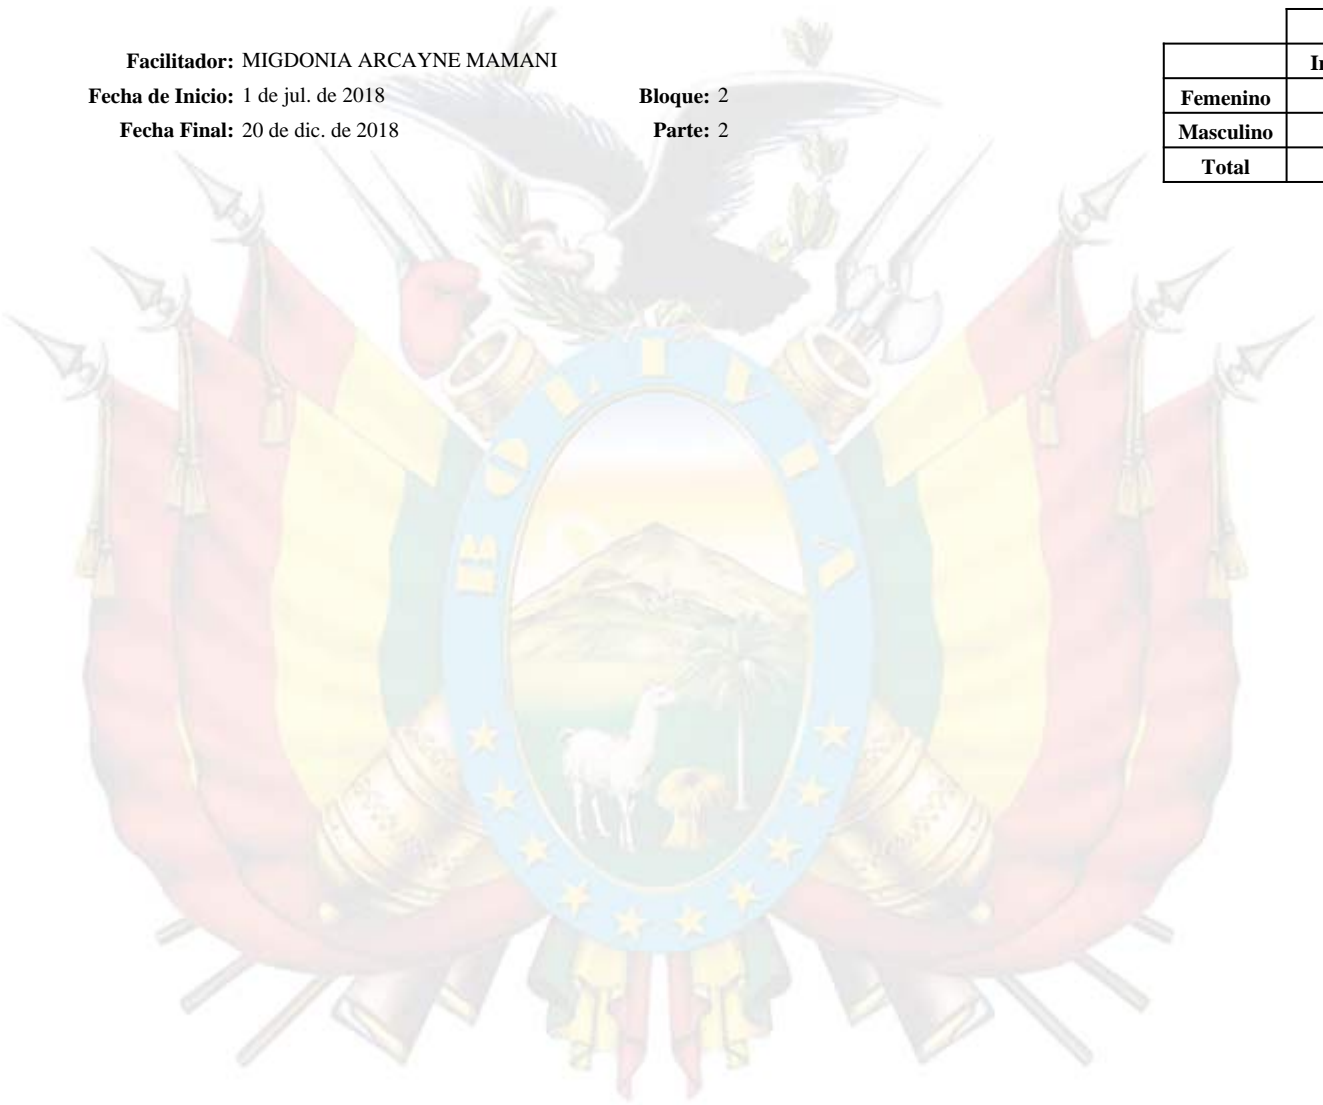 Facilitador: MIGDONIA ARCAYNE MAMANI
Fecha de Inicio: 1 de jul. de 2018 Bloque: 2
Fecha Final: 20 de dic. de 2018 Parte: 2
Femenino
Masculino
Total
BOLIVIA